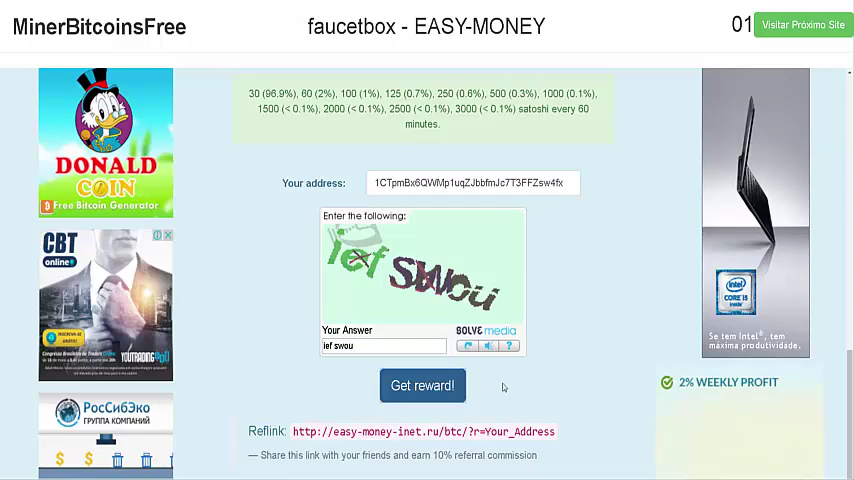 MinerBitcoinsFree
faucetbox - EASY-MONEY
01
Visitar Próximo Site
30 (96.9%), 60 (2%), 100 (1%), 125 (0.7%), 250 (0.6%), 500 (0.3%), 1000 (0.1%),
1500 (< 0.1%), 2000 (< 0.1%), 2500 (< 0.1%), 3000 (< 0.1%) satoshi every 60
minutes.
DONALD
COIN
Free Bitcoin Generator
Your address:
1CTpmBx6QWMp1uqZJbbfmJc7T3FFZsw4fx
Enter the following:
Your Answer
SOLVE media
ief swou
Get reward!
Reflink: http://easy-money-inet.ru/btc/?r=Your_Address
— Share this link with your friends and earn 10% referral commission
CBT
online
YOUTRADING
РосСибЭко
ГРУППА КОМПАНИЙ
intel
CORE i5
inside
Se tem Intel®, tem
máxima produtividade.
2% WEEKLY PROFIT